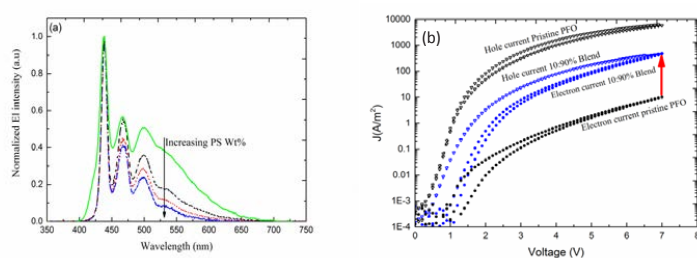 (a)
Normalized EI intensity (a.u)
1.0
0.8
0.6
0.4
0.2
0.0
Increasing PS Wt%
350 400 450 500 550 600 650 700 750
Wavelength (nm)
(b)
J(A/m²)
10000
1000
100
10
1
0.1
0.01
1E-3
1E-4
Hole current Pristine PFO
Hole current 10:90% Blend
Electron current 10:90% Blend
Electron current pristine PFO
0 1 2 3 4 5 6 7 8
Voltage (V)